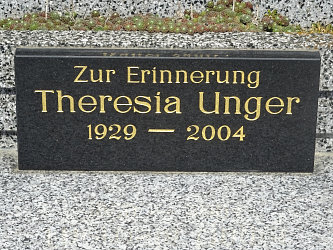 Zur Erinnerung
Theresia Unger
1929 — 2004